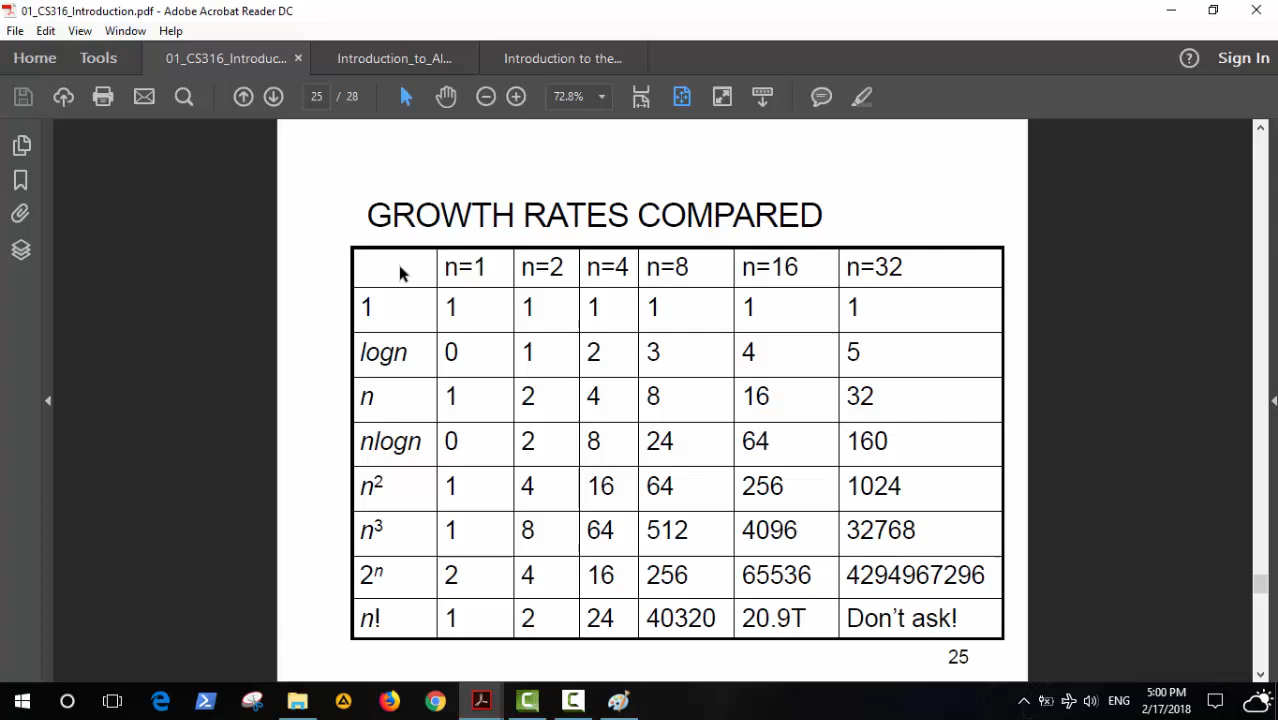 01_CS316_Introduction.pdf - Adobe Acrobat Reader DC
File Edit View Window Help
Home Tools 01_CS316_Introduc... × Introduction_to_Al... Introduction to the... ? Sign In
25 / 28 72.8%
GROWTH RATES COMPARED
n=1 n=2 n=4 n=8 n=16 n=32
1 1 1 1 1 1 1
logn 0 1 2 3 4 5
n 1 2 4 8 16 32
nlogn 0 2 8 24 64 160
n² 1 4 16 64 256 1024
n³ 1 8 64 512 4096 32768
2ⁿ 2 4 16 256 65536 4294967296
n! 1 2 24 40320 20.9T Don’t ask!
25
ENG 5:00 PM
2/17/2018